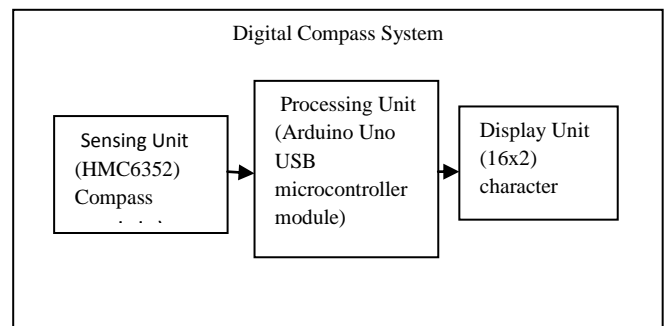 Digital Compass System
Sensing Unit
(HMC6352)
Compass
Processing Unit
(Arduino Uno
USB
microcontroller
module)
Display Unit
(16x2)
character